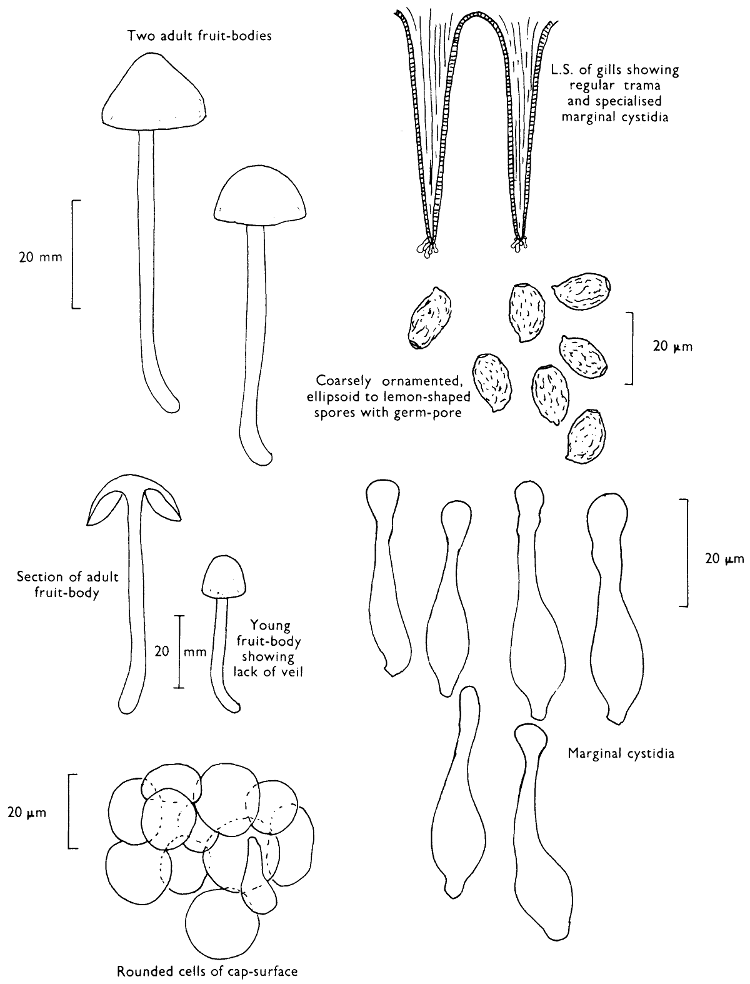 Two adult fruit-bodies
L.S. of gills showing
regular trama
and specialised
marginal cystidia
20 mm
20 μm
Coarsely ornamented,
ellipsoid to lemon-shaped
spores with germ-pore
20 μm
Section of adult
fruit-body
20 mm
Young
fruit-body
showing
lack of veil
Marginal cystidia
20 μm
Rounded cells of cap-surface